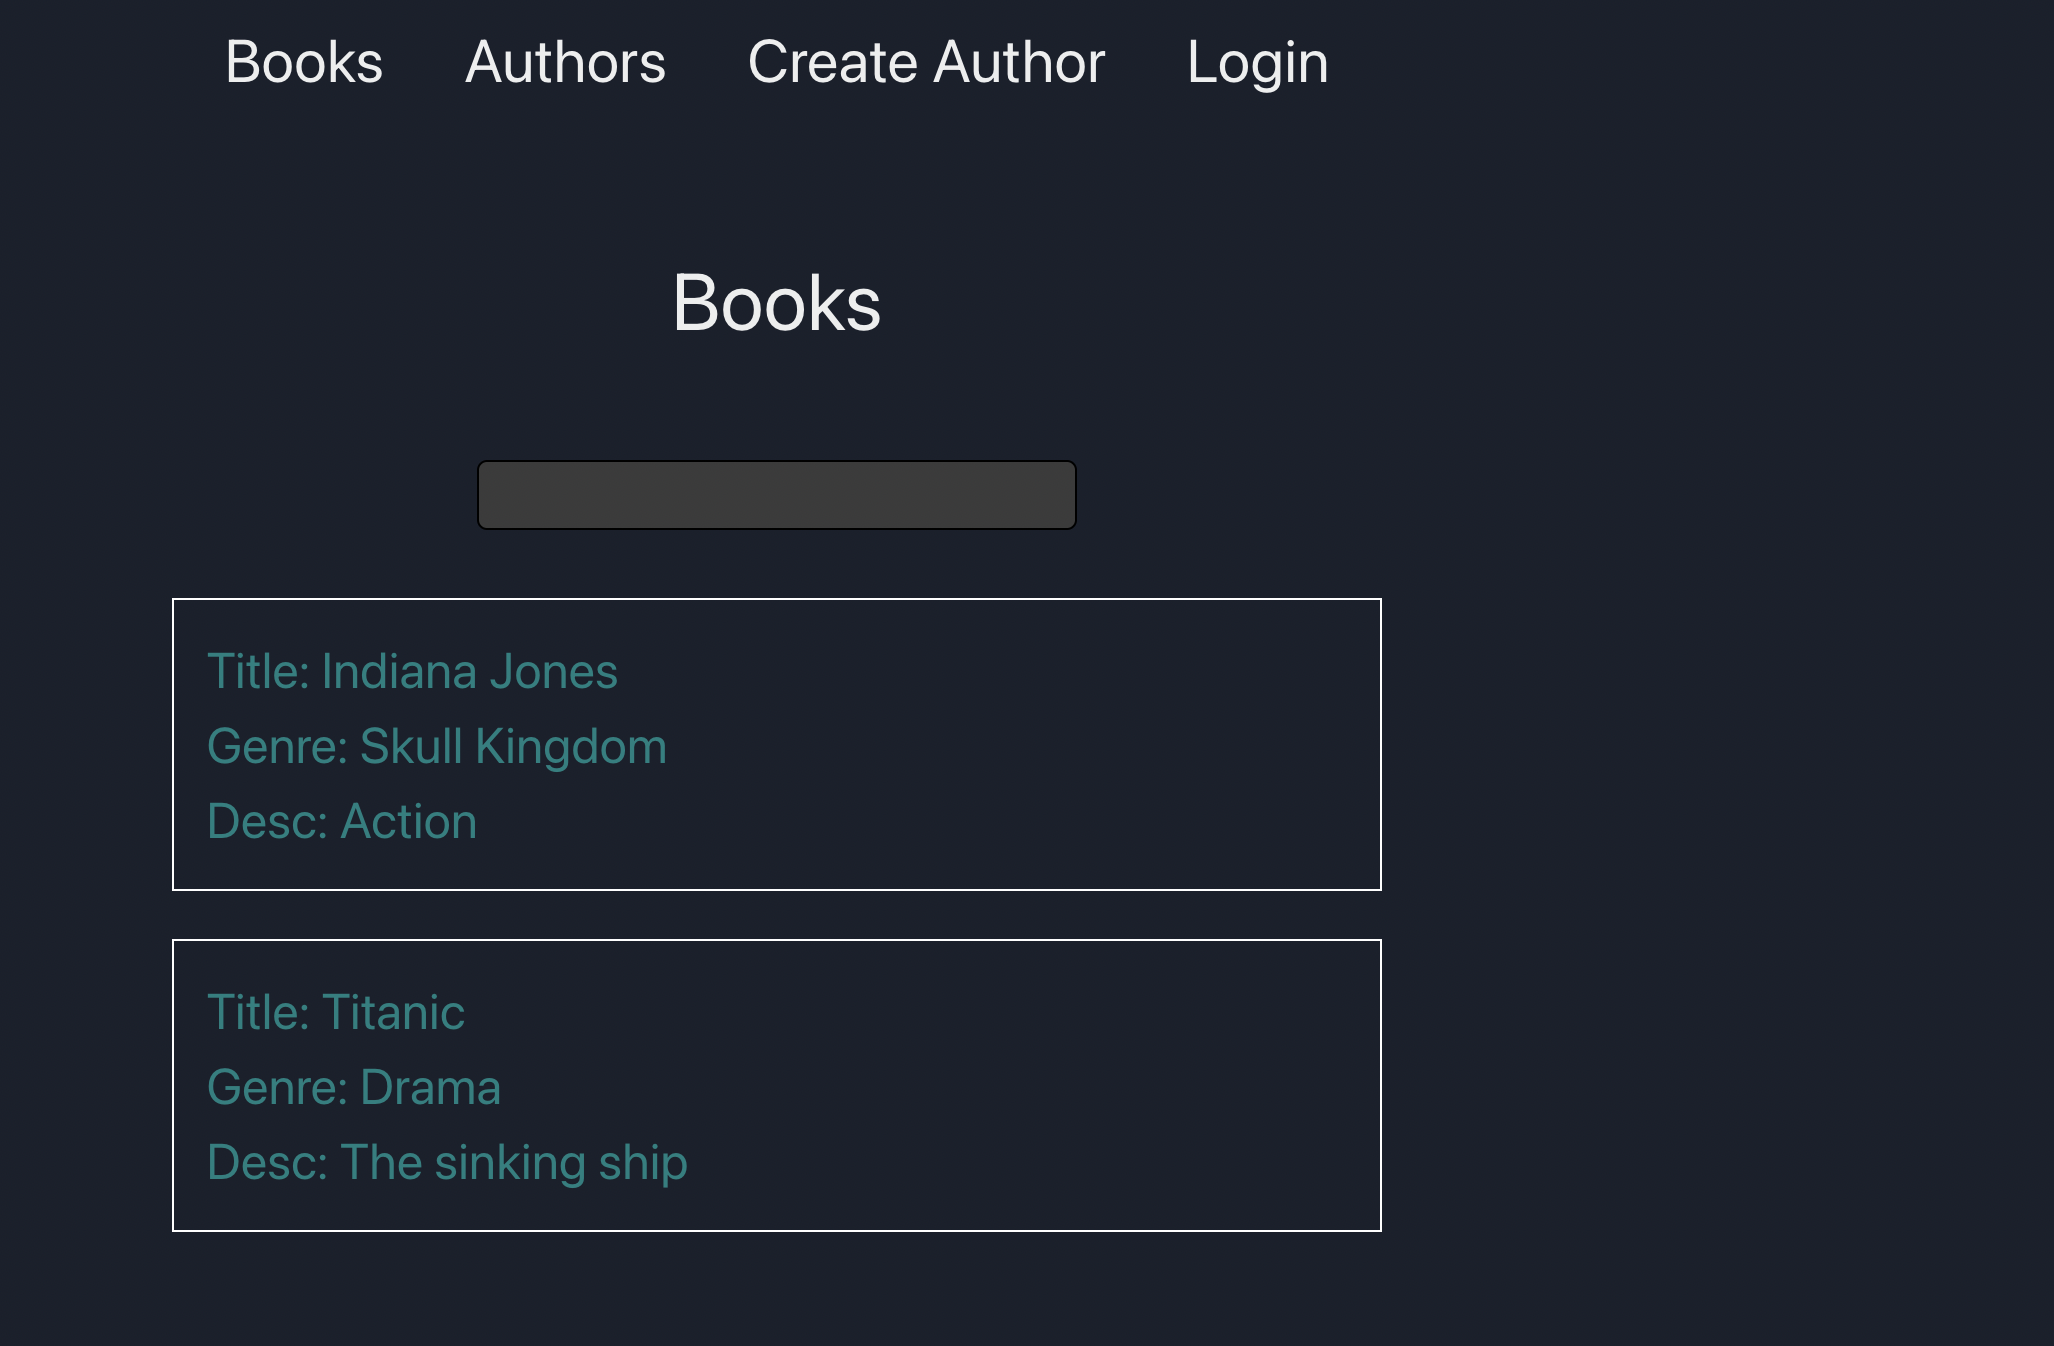 Books Authors Create Author Login
Books
Title: Indiana Jones
Genre: Skull Kingdom
Desc: Action
Title: Titanic
Genre: Drama
Desc: The sinking ship